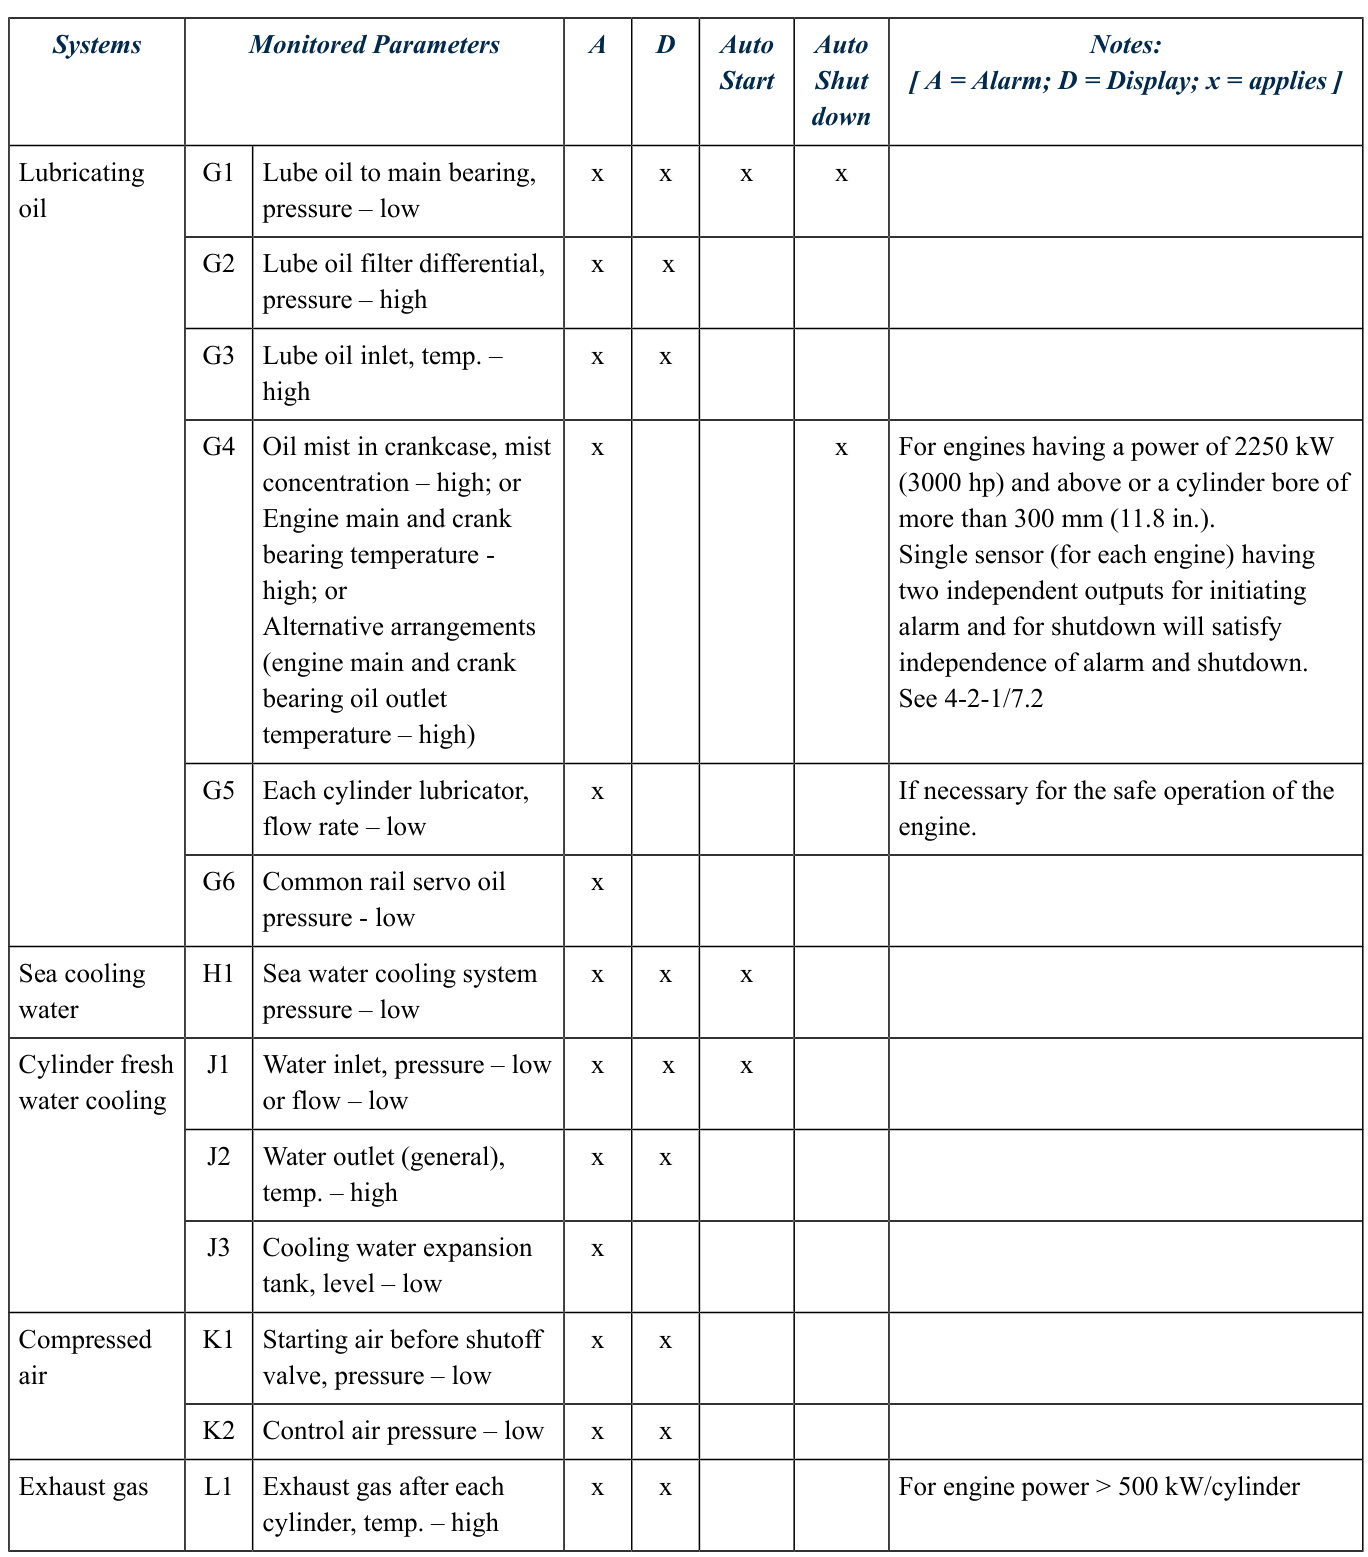 Systems
Monitored Parameters
A
D
Auto
Start
Auto
Shut
down
Notes:
[ A = Alarm; D = Display; x = applies ]
Lubricating
oil
G1
Lube oil to main bearing,
pressure – low
x
x
x
x
G2
Lube oil filter differential,
pressure – high
x
x
G3
Lube oil inlet, temp. –
high
x
x
G4
Oil mist in crankcase, mist
concentration – high; or
Engine main and crank
bearing temperature -
high; or
Alternative arrangements
(engine main and crank
bearing oil outlet
temperature – high)
x
x
For engines having a power of 2250 kW
(3000 hp) and above or a cylinder bore of
more than 300 mm (11.8 in.).
Single sensor (for each engine) having
two independent outputs for initiating
alarm and for shutdown will satisfy
independence of alarm and shutdown.
See 4-2-1/7.2
G5
Each cylinder lubricator,
flow rate – low
x
If necessary for the safe operation of the
engine.
G6
Common rail servo oil
pressure - low
x
Sea cooling
water
H1
Sea water cooling system
pressure – low
x
x
x
Cylinder fresh
water cooling
J1
Water inlet, pressure – low
or flow – low
x
x
x
J2
Water outlet (general),
temp. – high
x
x
J3
Cooling water expansion
tank, level – low
x
Compressed
air
K1
Starting air before shutoff
valve, pressure – low
x
x
K2
Control air pressure – low
x
x
Exhaust gas
L1
Exhaust gas after each
cylinder, temp. – high
x
x
For engine power > 500 kW/cylinder